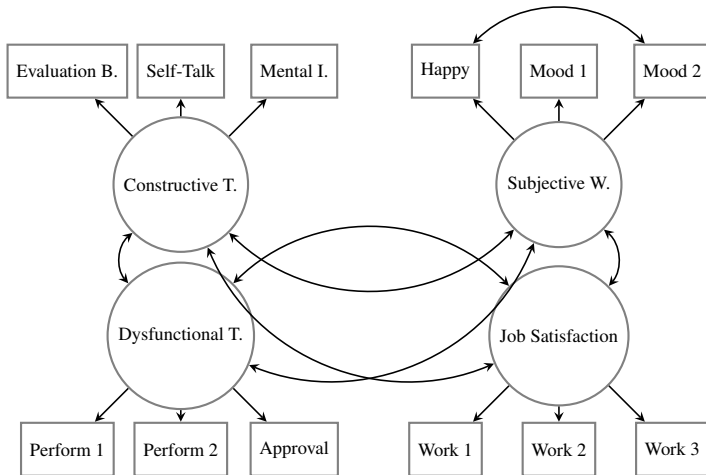 Evaluation B.
Self-Talk
Mental I.
Happy
Mood 1
Mood 2
Constructive T.
Subjective W.
Dysfunctional T.
Job Satisfaction
Perform 1
Perform 2
Approval
Work 1
Work 2
Work 3